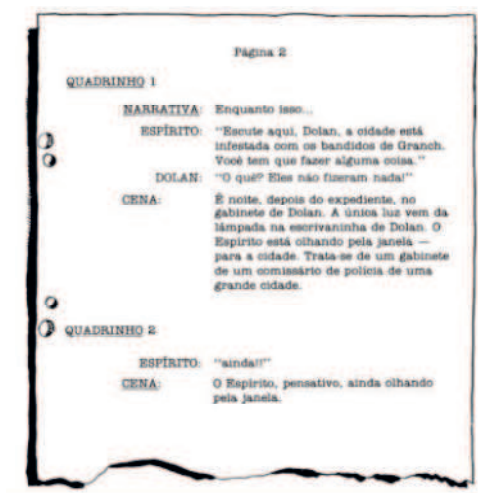 Página 2
QUADRINHO 1
NARRATIVA: Enquanto isso...
ESPÍRITO: "Escute aqui, Dolan, a cidade está
infestada com os bandidos de Granch.
Você tem que fazer alguma coisa."
DOLAN: "O quê? Eles não fizeram nada!"
CENA: É noite, depois do expediente, no
gabinete de Dolan. A única luz vem da
lâmpada na escrivaninha de Dolan. O
Espírito está olhando pela janela —
para a cidade. Trata-se de um gabinete
de um comissário de polícia de uma
grande cidade.
QUADRINHO 2
ESPÍRITO: "ainda!!"
CENA: O Espírito, pensativo, ainda olhando
pela janela.